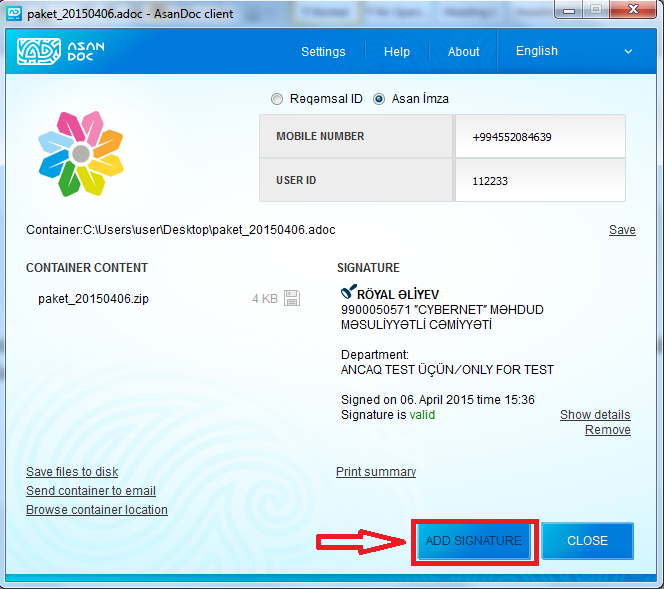 paket_20150406.adoc - AsanDoc client
ASAN
DOC
Settings
Help
About
English
Rəqəmsal ID
Asan İmza
MOBILE NUMBER
+994552084639
USER ID
112233
Container:C:\Users\user\Desktop\paket_20150406.adoc
Save
CONTAINER CONTENT
paket_20150406.zip
4 KB
SIGNATURE
RÖYAL ƏLİYEV
9900050571 "CYBERNET" MƏHDUD
MƏSULİYYƏTLİ CƏMİYYƏTİ
Department:
ANCAQ TEST ÜÇÜN/ONLY FOR TEST
Signed on 06. April 2015 time 15:36
Signature is valid
Show details
Remove
Save files to disk
Send container to email
Browse container location
Print summary
ADD SIGNATURE
CLOSE